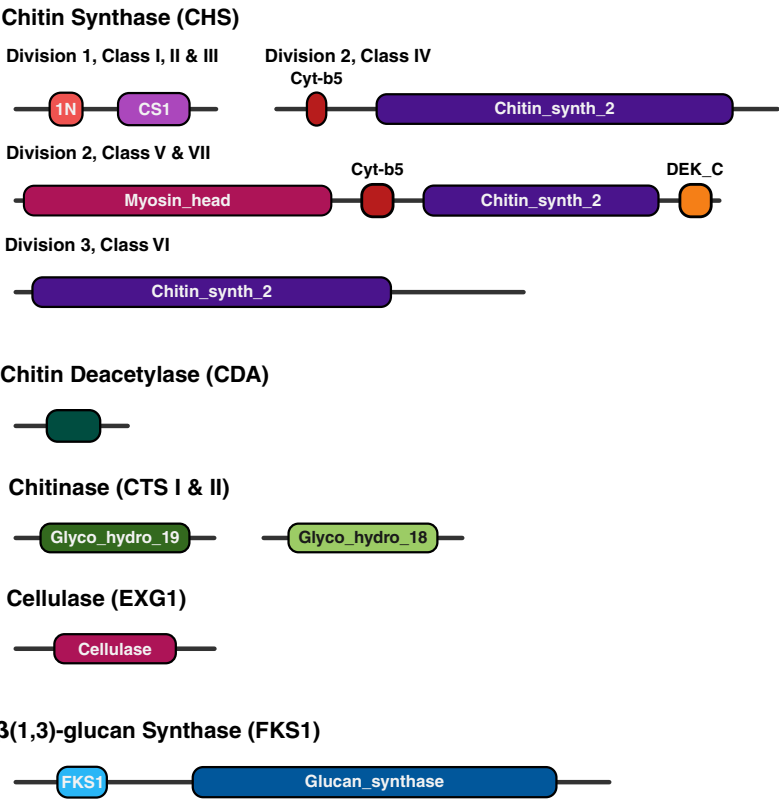 Chitin Synthase (CHS)
Division 1, Class I, II & III
Division 2, Class IV
Cyt-b5
1N
CS1
Chitin_synth_2
Division 2, Class V & VII
Cyt-b5
DEK_C
Myosin_head
Chitin_synth_2
Division 3, Class VI
Chitin_synth_2
Chitin Deacetylase (CDA)
Chitinase (CTS I & II)
Glyco_hydro_19
Glyco_hydro_18
Cellulase (EXG1)
Cellulase
β(1,3)-glucan Synthase (FKS1)
FKS1
Glucan_synthase